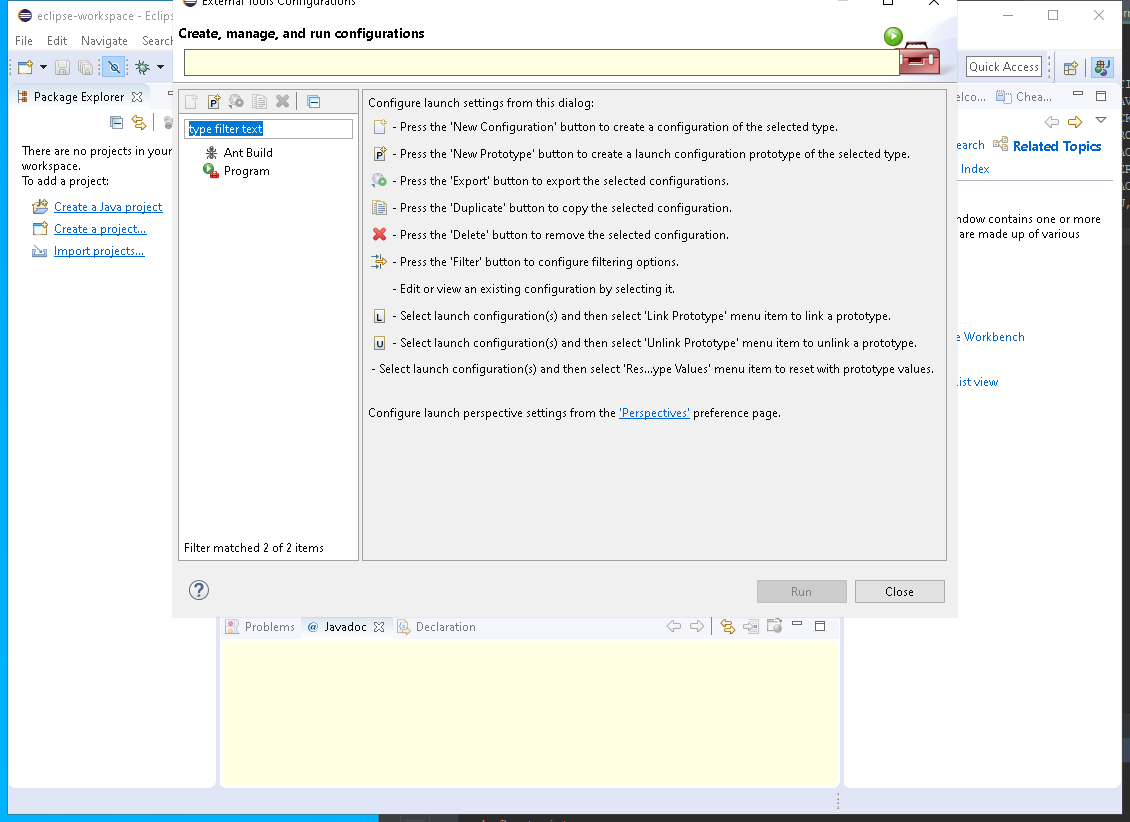 eclipse-workspace - Eclips
External Tools Configurations
File Edit Navigate Search
Create, manage, and run configurations
Quick Access
Package Explorer
There are no projects in your
workspace.
To add a project:
Create a Java project
Create a project...
Import projects...
type filter text
Ant Build
Program
Filter matched 2 of 2 items
Configure launch settings from this dialog:
- Press the 'New Configuration' button to create a configuration of the selected type.
P - Press the 'New Prototype' button to create a launch configuration prototype of the selected type.
- Press the 'Export' button to export the selected configurations.
- Press the 'Duplicate' button to copy the selected configuration.
- Press the 'Delete' button to remove the selected configuration.
- Press the 'Filter' button to configure filtering options.
- Edit or view an existing configuration by selecting it.
L - Select launch configuration(s) and then select 'Link Prototype' menu item to link a prototype.
U - Select launch configuration(s) and then select 'Unlink Prototype' menu item to unlink a prototype.
- Select launch configuration(s) and then select 'Res...ype Values' menu item to reset with prototype values.
Configure launch perspective settings from the 'Perspectives' preference page.
? Run Close
elco... Chea...
earch Related Topics
Index
ndow contains one or more
are made up of various
e Workbench
ist view
Problems @ Javadoc Declaration